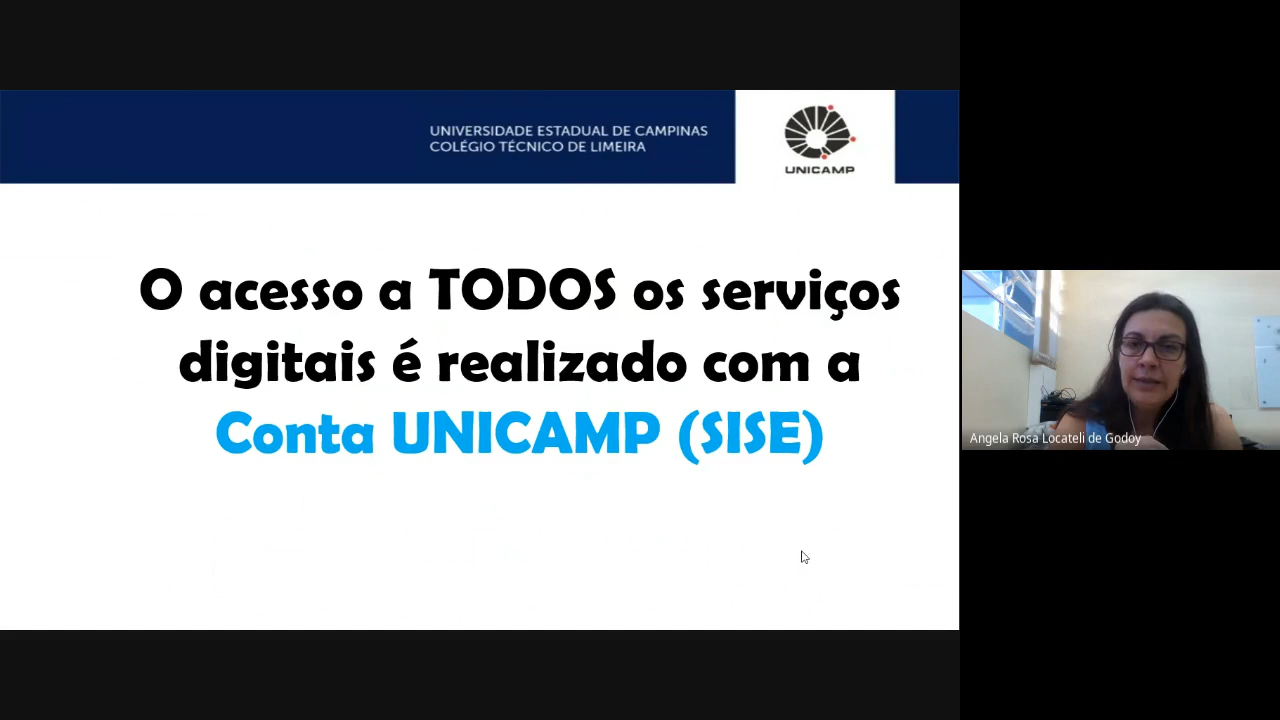 UNIVERSIDADE ESTADUAL DE CAMPINAS
COLÉGIO TÉCNICO DE LIMEIRA
UNICAMP
O acesso a TODOS os serviços
digitais é realizado com a
Conta UNICAMP (SISE)
Angela Rosa Locateli de Godoy